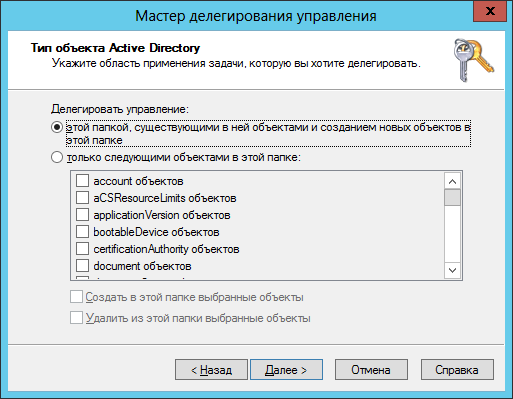 Мастер делегирования управления
x
Тип объекта Active Directory
Укажите область применения задачи, которую вы хотите делегировать.
Делегировать управление:
этой папкой, существующими в ней объектами и созданием новых объектов в
этой папке
только следующими объектами в этой папке:
account объектов
aCSResourceLimits объектов
applicationVersion объектов
bootableDevice объектов
certificationAuthority объектов
document объектов
Создать в этой папке выбранные объекты
Удалить из этой папки выбранные объекты
< Назад Далее > Отмена Справка